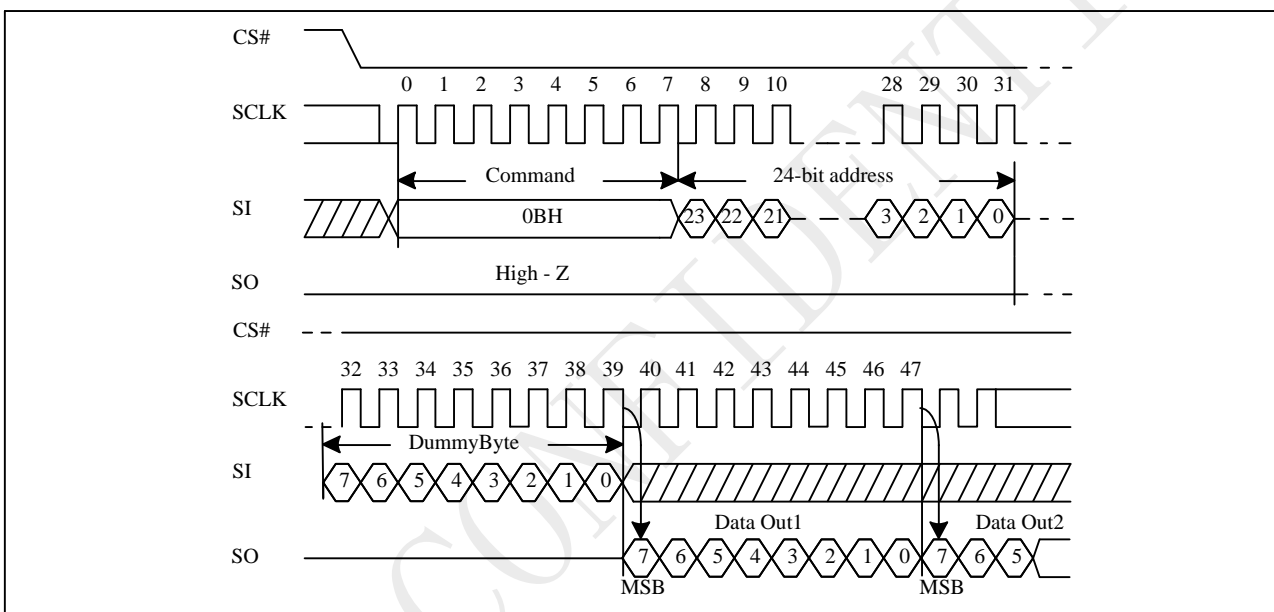 CS#
0 1 2 3 4 5 6 7 8 9 10 28 29 30 31
SCLK
Command 24-bit address
SI 0BH 23 22 21 3 2 1 0
High - Z
SO
CS#
32 33 34 35 36 37 38 39 40 41 42 43 44 45 46 47
SCLK
DummyByte
SI 7 6 5 4 3 2 1 0
Data Out1 Data Out2
SO 7 6 5 4 3 2 1 0 7 6 5
MSB MSB
CONFIDENT